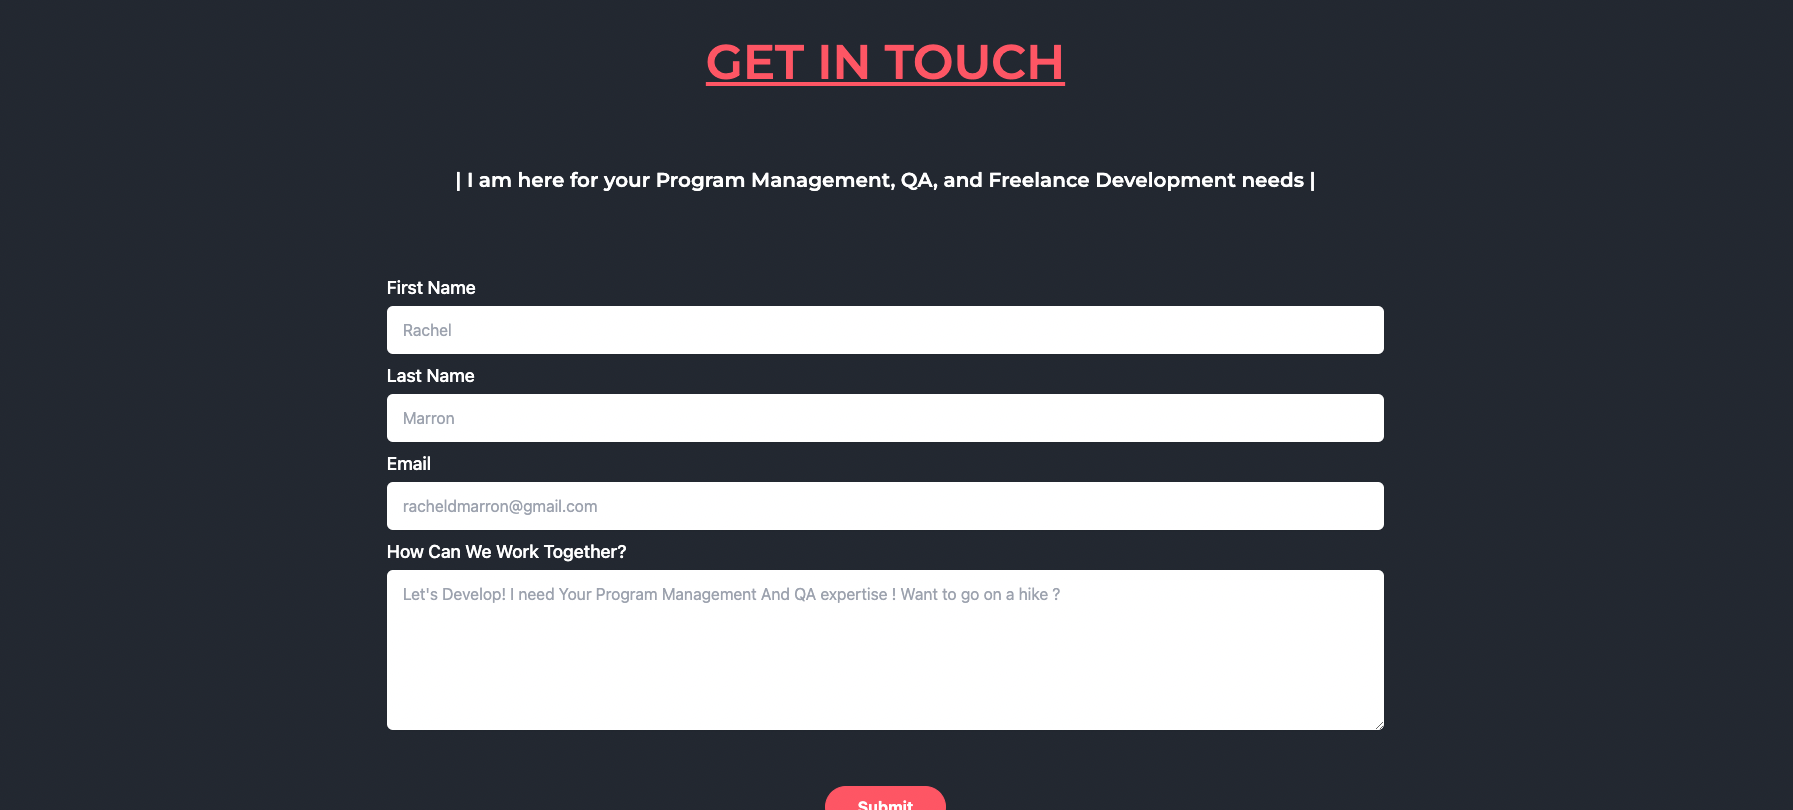 GET IN TOUCH
| I am here for your Program Management, QA, and Freelance Development needs |
First Name
Rachel
Last Name
Marron
Email
racheldmarron@gmail.com
How Can We Work Together?
Let's Develop! I need Your Program Management And QA expertise ! Want to go on a hike ?
Submit